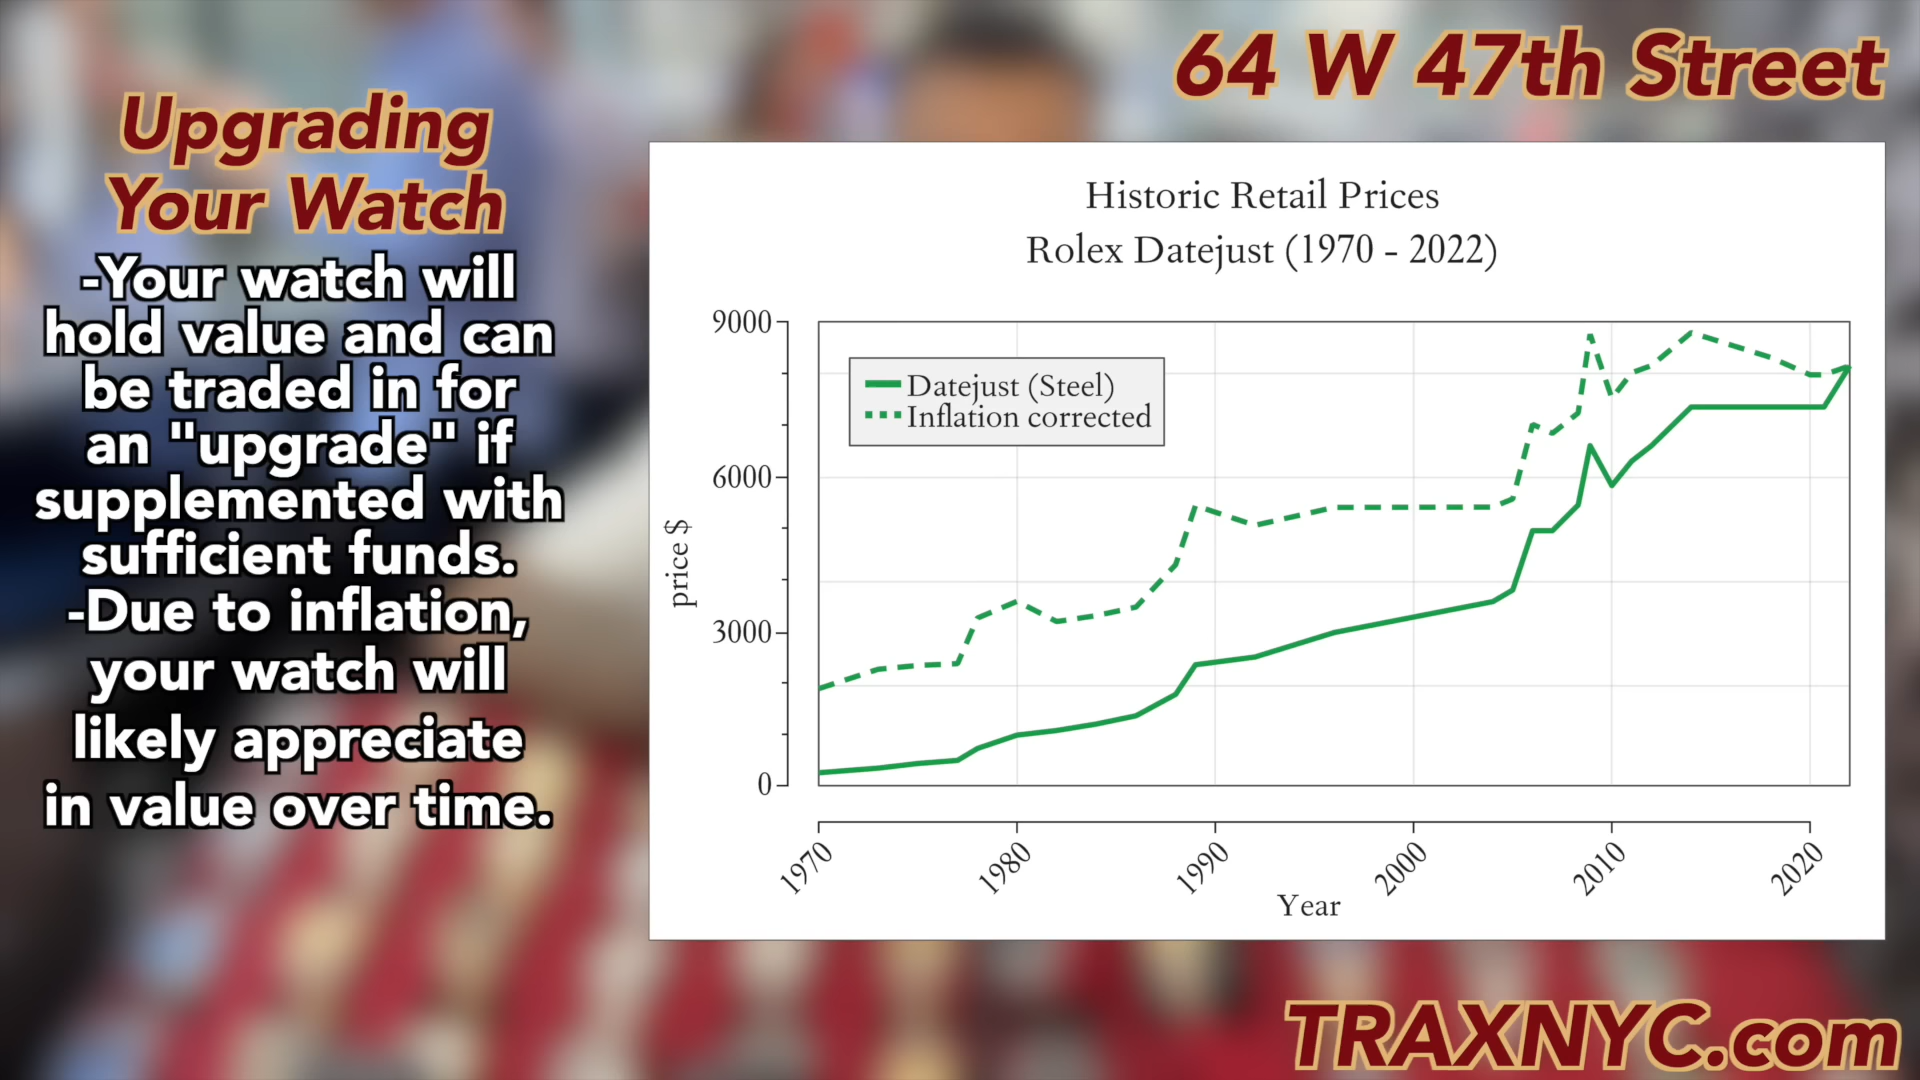 64 W 47th Street
Upgrading
Your Watch
-Your watch will
hold value and can
be traded in for
an "upgrade" if
supplemented with
sufficient funds.
-Due to inflation,
your watch will
likely appreciate
in value over time.
Historic Retail Prices
Rolex Datejust (1970 - 2022)
Datejust (Steel)
Inflation corrected
price $
9000
6000
3000
0
1970
1980
1990
2000
2010
2020
Year
TRAXNYC.com